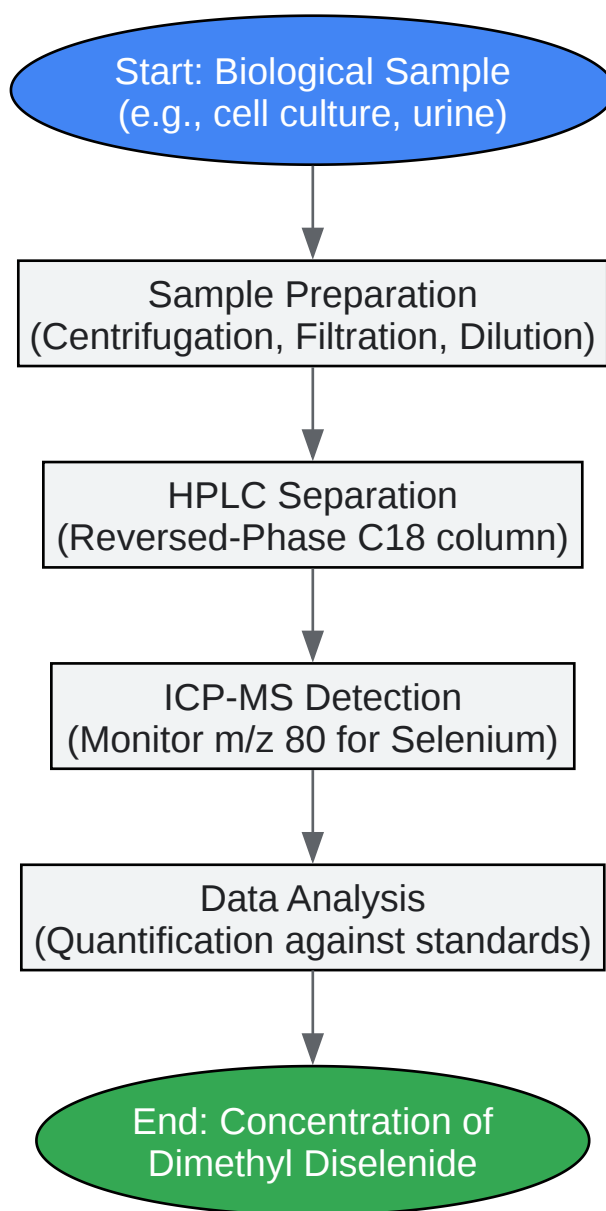 Start: Biological Sample
(e.g., cell culture, urine)
Sample Preparation
(Centrifugation, Filtration, Dilution)
HPLC Separation
(Reversed-Phase C18 column)
ICP-MS Detection
(Monitor m/z 80 for Selenium)
Data Analysis
(Quantification against standards)
End: Concentration of
Dimethyl Diselenide